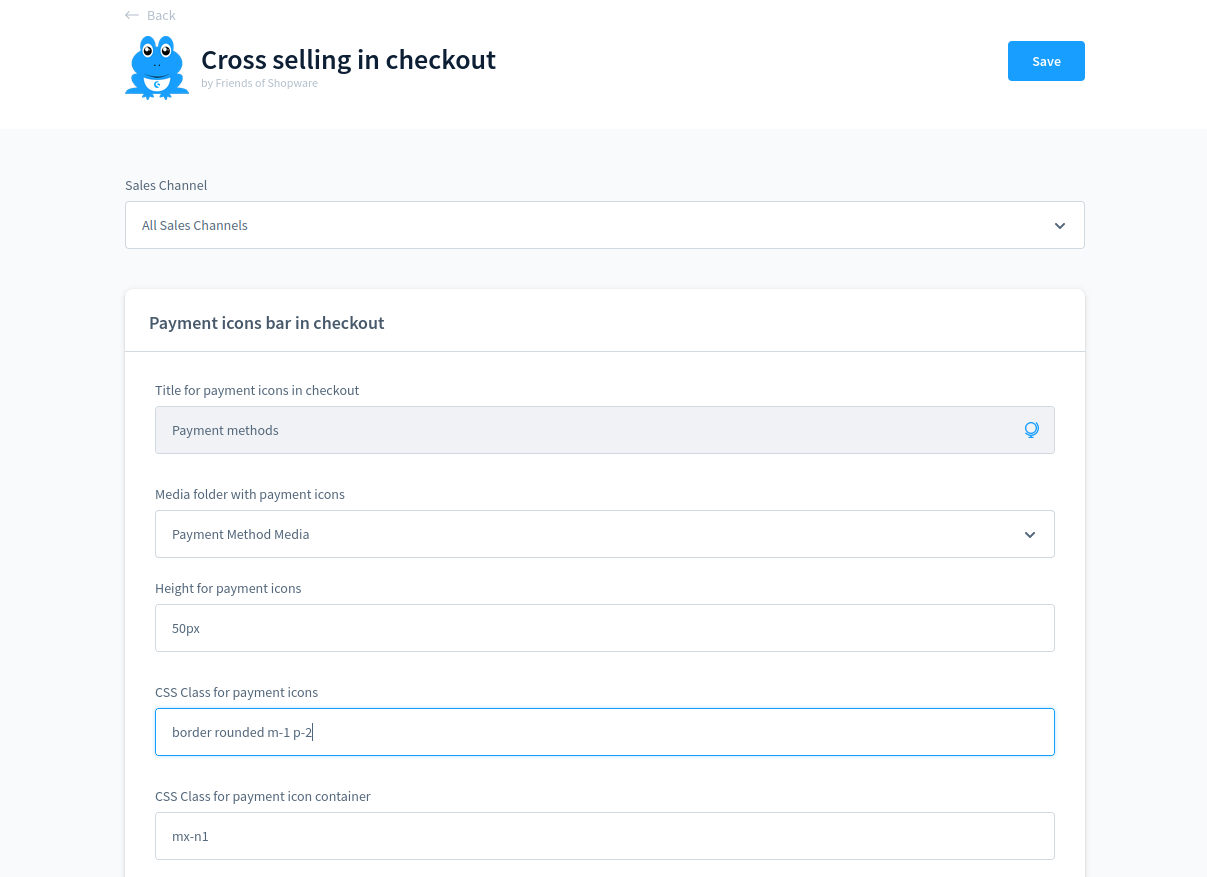 Back
Cross selling in checkout
by Friends of Shopware
Save
Sales Channel
All Sales Channels
Payment icons bar in checkout
Title for payment icons in checkout
Payment methods
Media folder with payment icons
Payment Method Media
Height for payment icons
50px
CSS Class for payment icons
border rounded m-1 p-2
CSS Class for payment icon container
mx-n1